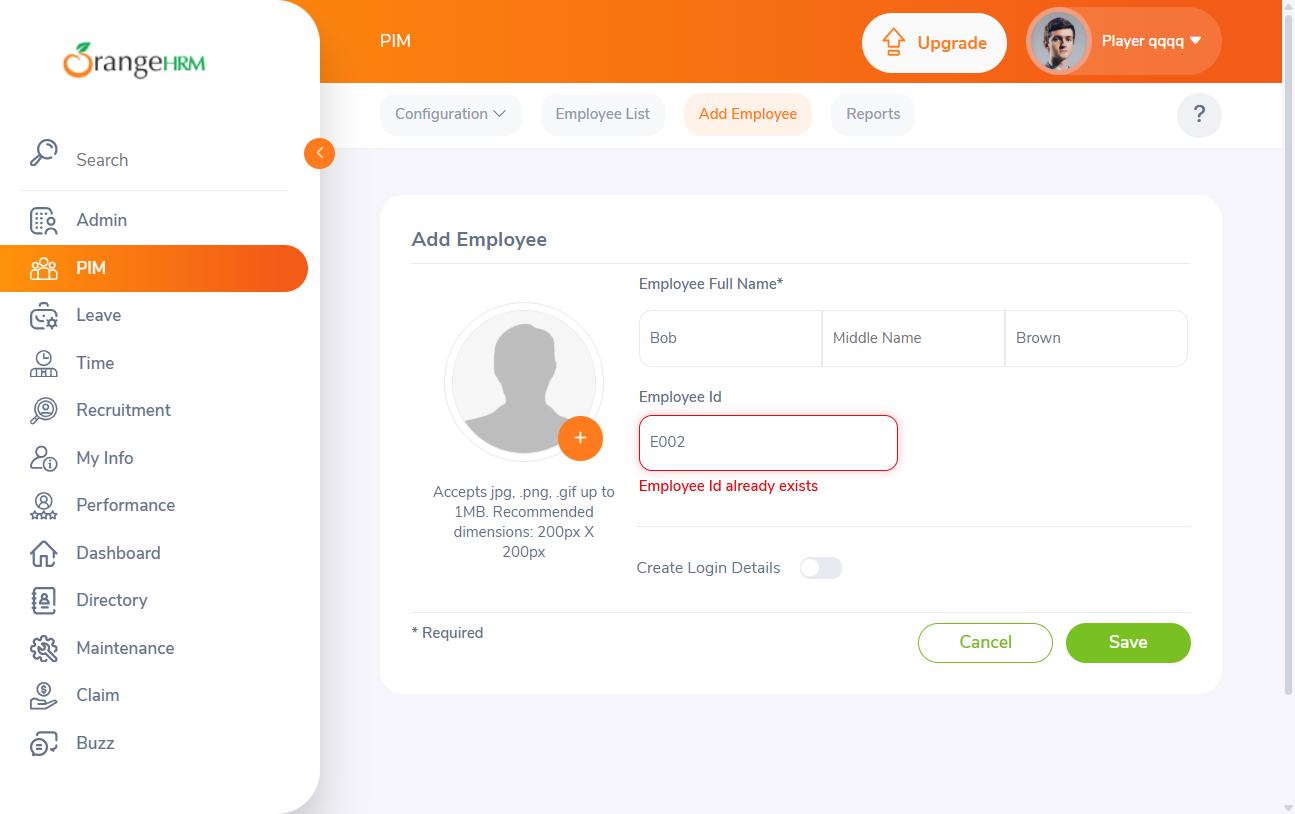 OrangeHRM
PIM
Upgrade
Player qqqq
Configuration
Employee List
Add Employee
Reports
?
Search
Admin
PIM
Leave
Time
Recruitment
My Info
Performance
Dashboard
Directory
Maintenance
Claim
Buzz
Add Employee
Employee Full Name*
Bob
Middle Name
Brown
Employee Id
E002
Employee Id already exists
+
Accepts jpg, .png, .gif up to
1MB. Recommended
dimensions: 200px X
200px
Create Login Details
* Required
Cancel
Save